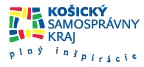 KOŠICKÝ
SAMOSPRÁVNY
KRAJ
plný inšpirácie